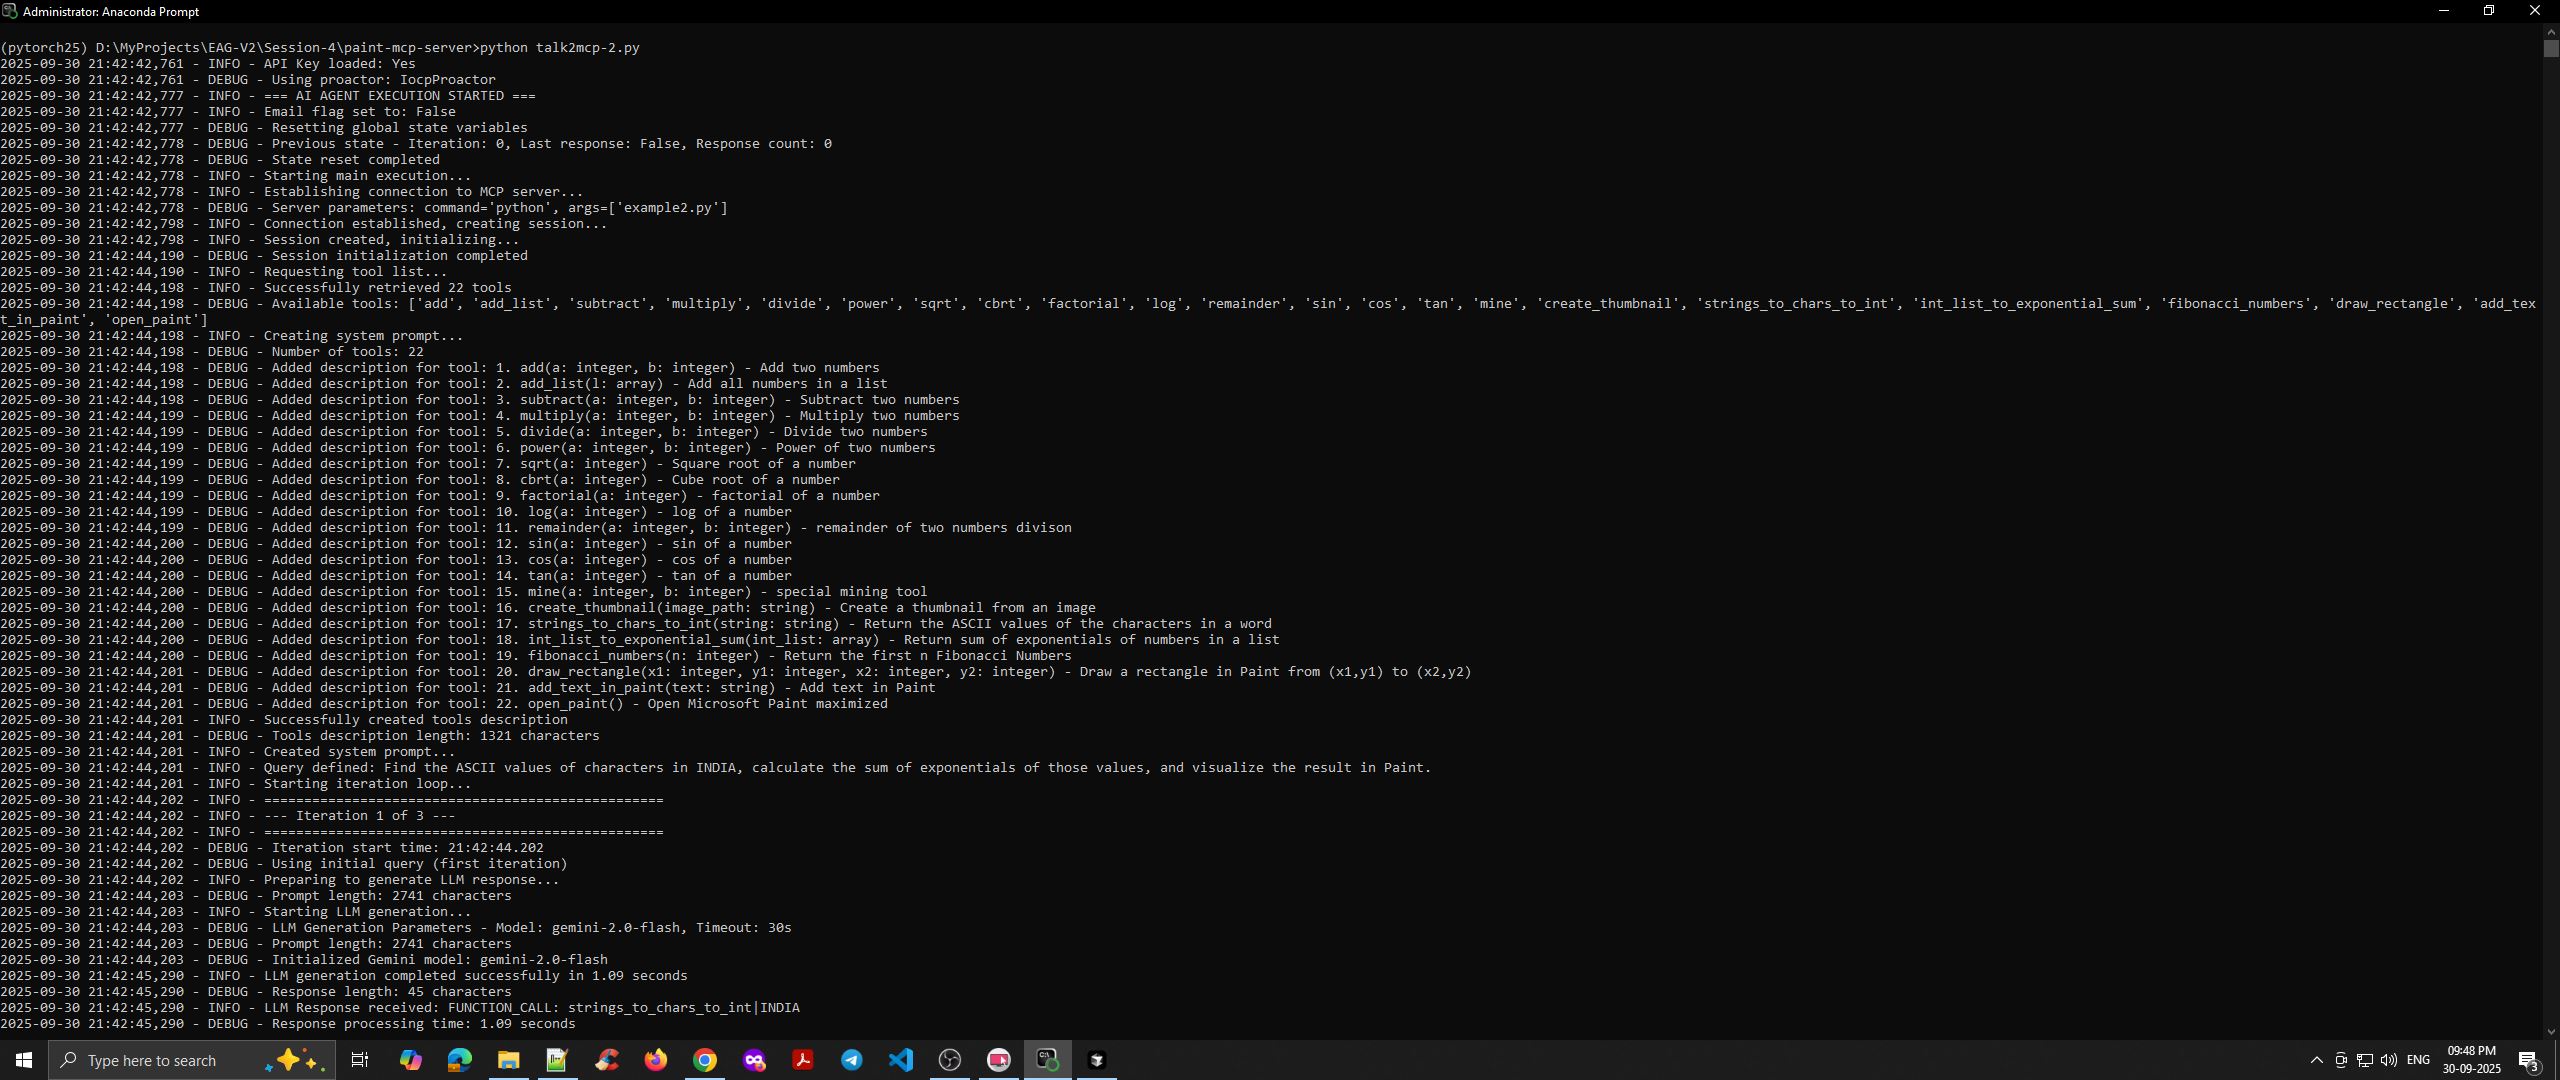 Administrator: Anaconda Prompt
(pytorch25) D:\MyProjects\EAG-V2\Session-4\paint-mcp-server>python talk2mcp-2.py
2025-09-30 21:42:42,761 - INFO - API Key loaded: Yes
2025-09-30 21:42:42,761 - DEBUG - Using proactor: IocpProactor
2025-09-30 21:42:42,777 - INFO - === AI AGENT EXECUTION STARTED ===
2025-09-30 21:42:42,777 - INFO - Email flag set to: False
2025-09-30 21:42:42,777 - DEBUG - Resetting global state variables
2025-09-30 21:42:42,778 - DEBUG - Previous state - Iteration: 0, Last response: False, Response count: 0
2025-09-30 21:42:42,778 - DEBUG - State reset completed
2025-09-30 21:42:42,778 - INFO - Starting main execution...
2025-09-30 21:42:42,778 - INFO - Establishing connection to MCP server...
2025-09-30 21:42:42,778 - DEBUG - Server parameters: command='python', args=['example2.py']
2025-09-30 21:42:42,798 - INFO - Connection established, creating session...
2025-09-30 21:42:42,798 - INFO - Session created, initializing...
2025-09-30 21:42:44,190 - DEBUG - Session initialization completed
2025-09-30 21:42:44,190 - INFO - Requesting tool list...
2025-09-30 21:42:44,198 - INFO - Successfully retrieved 22 tools
2025-09-30 21:42:44,198 - DEBUG - Available tools: ['add', 'add_list', 'subtract', 'multiply', 'divide', 'power', 'sqrt', 'cbrt', 'factorial', 'log', 'remainder', 'sin', 'cos', 'tan', 'mine', 'create_thumbnail', 'strings_to_chars_to_int', 'int_list_to_exponential_sum', 'fibonacci_numbers', 'draw_rectangle', 'add_tex
t_in_paint', 'open_paint']
2025-09-30 21:42:44,198 - INFO - Creating system prompt...
2025-09-30 21:42:44,198 - DEBUG - Number of tools: 22
2025-09-30 21:42:44,198 - DEBUG - Added description for tool: 1. add(a: integer, b: integer) - Add two numbers
2025-09-30 21:42:44,198 - DEBUG - Added description for tool: 2. add_list(l: array) - Add all numbers in a list
2025-09-30 21:42:44,198 - DEBUG - Added description for tool: 3. subtract(a: integer, b: integer) - Subtract two numbers
2025-09-30 21:42:44,199 - DEBUG - Added description for tool: 4. multiply(a: integer, b: integer) - Multiply two numbers
2025-09-30 21:42:44,199 - DEBUG - Added description for tool: 5. divide(a: integer, b: integer) - Divide two numbers
2025-09-30 21:42:44,199 - DEBUG - Added description for tool: 6. power(a: integer, b: integer) - Power of two numbers
2025-09-30 21:42:44,199 - DEBUG - Added description for tool: 7. sqrt(a: integer) - Square root of a number
2025-09-30 21:42:44,199 - DEBUG - Added description for tool: 8. cbrt(a: integer) - Cube root of a number
2025-09-30 21:42:44,199 - DEBUG - Added description for tool: 9. factorial(a: integer) - factorial of a number
2025-09-30 21:42:44,199 - DEBUG - Added description for tool: 10. log(a: integer) - log of a number
2025-09-30 21:42:44,199 - DEBUG - Added description for tool: 11. remainder(a: integer, b: integer) - remainder of two numbers divison
2025-09-30 21:42:44,200 - DEBUG - Added description for tool: 12. sin(a: integer) - sin of a number
2025-09-30 21:42:44,200 - DEBUG - Added description for tool: 13. cos(a: integer) - cos of a number
2025-09-30 21:42:44,200 - DEBUG - Added description for tool: 14. tan(a: integer) - tan of a number
2025-09-30 21:42:44,200 - DEBUG - Added description for tool: 15. mine(a: integer, b: integer) - special mining tool
2025-09-30 21:42:44,200 - DEBUG - Added description for tool: 16. create_thumbnail(image_path: string) - Create a thumbnail from an image
2025-09-30 21:42:44,200 - DEBUG - Added description for tool: 17. strings_to_chars_to_int(string: string) - Return the ASCII values of the characters in a word
2025-09-30 21:42:44,200 - DEBUG - Added description for tool: 18. int_list_to_exponential_sum(int_list: array) - Return sum of exponentials of numbers in a list
2025-09-30 21:42:44,200 - DEBUG - Added description for tool: 19. fibonacci_numbers(n: integer) - Return the first n Fibonacci Numbers
2025-09-30 21:42:44,201 - DEBUG - Added description for tool: 20. draw_rectangle(x1: integer, y1: integer, x2: integer, y2: integer) - Draw a rectangle in Paint from (x1,y1) to (x2,y2)
2025-09-30 21:42:44,201 - DEBUG - Added description for tool: 21. add_text_in_paint(text: string) - Add text in Paint
2025-09-30 21:42:44,201 - DEBUG - Added description for tool: 22. open_paint() - Open Microsoft Paint maximized
2025-09-30 21:42:44,201 - INFO - Successfully created tools description
2025-09-30 21:42:44,201 - DEBUG - Tools description length: 1321 characters
2025-09-30 21:42:44,201 - INFO - Created system prompt...
2025-09-30 21:42:44,201 - INFO - Query defined: Find the ASCII values of characters in INDIA, calculate the sum of exponentials of those values, and visualize the result in Paint.
2025-09-30 21:42:44,201 - INFO - Starting iteration loop...
2025-09-30 21:42:44,202 - INFO - ==================================================
2025-09-30 21:42:44,202 - INFO - --- Iteration 1 of 3 ---
2025-09-30 21:42:44,202 - INFO - ==================================================
2025-09-30 21:42:44,202 - DEBUG - Iteration start time: 21:42:44.202
2025-09-30 21:42:44,202 - DEBUG - Using initial query (first iteration)
2025-09-30 21:42:44,202 - INFO - Preparing to generate LLM response...
2025-09-30 21:42:44,203 - DEBUG - Prompt length: 2741 characters
2025-09-30 21:42:44,203 - INFO - Starting LLM generation...
2025-09-30 21:42:44,203 - DEBUG - LLM Generation Parameters - Model: gemini-2.0-flash, Timeout: 30s
2025-09-30 21:42:44,203 - DEBUG - Prompt length: 2741 characters
2025-09-30 21:42:44,203 - DEBUG - Initialized Gemini model: gemini-2.0-flash
2025-09-30 21:42:45,290 - INFO - LLM generation completed successfully in 1.09 seconds
2025-09-30 21:42:45,290 - DEBUG - Response length: 45 characters
2025-09-30 21:42:45,290 - INFO - LLM Response received: FUNCTION_CALL: strings_to_chars_to_int|INDIA
2025-09-30 21:42:45,290 - DEBUG - Response processing time: 1.09 seconds
Type here to search
ENG
09:48 PM
30-09-2025
3